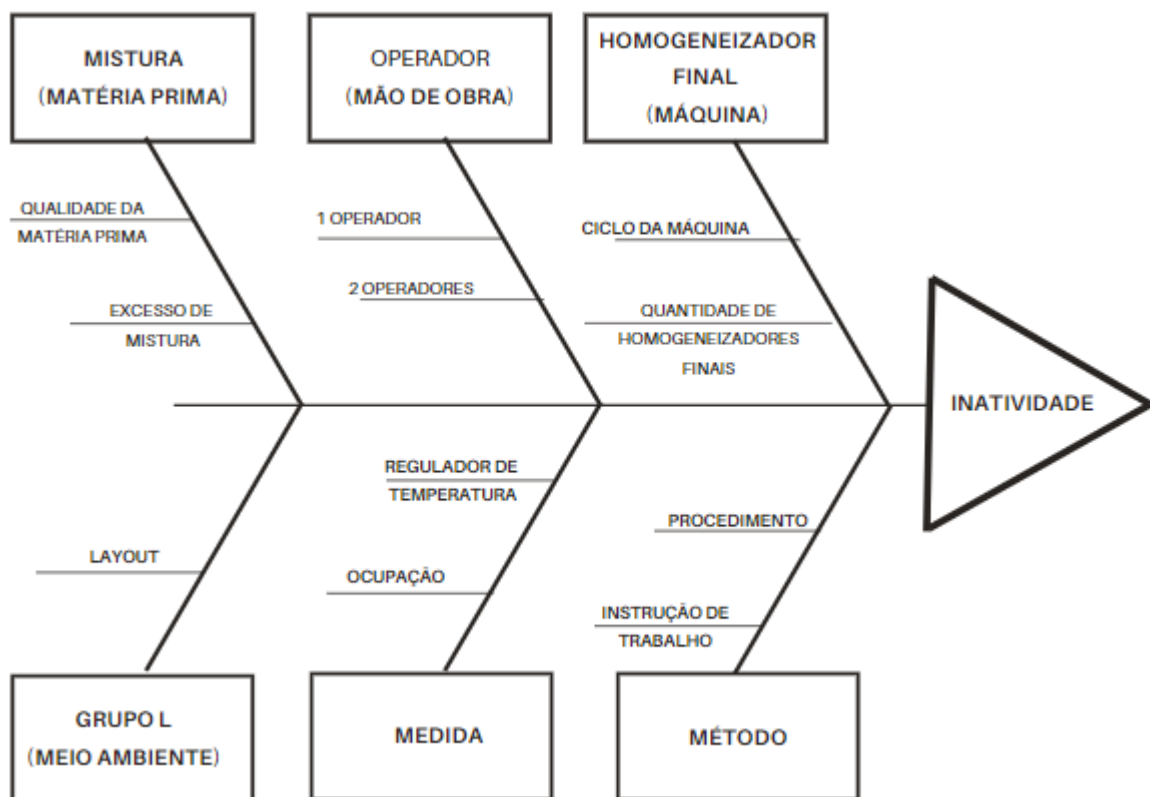 MISTURA
(MATÉRIA PRIMA)
OPERADOR
(MÃO DE OBRA)
HOMOGENEIZADOR
FINAL
(MÁQUINA)
QUALIDADE DA
MATÉRIA PRIMA
EXCESSO DE
MISTURA
1 OPERADOR
2 OPERADORES
CICLO DA MÁQUINA
QUANTIDADE DE
HOMOGENEIZADORES
FINAIS
INATIVIDADE
LAYOUT
REGULADOR DE
TEMPERATURA
OCUPAÇÃO
PROCEDIMENTO
INSTRUÇÃO DE
TRABALHO
GRUPO L
(MEIO AMBIENTE)
MEDIDA
MÉTODO